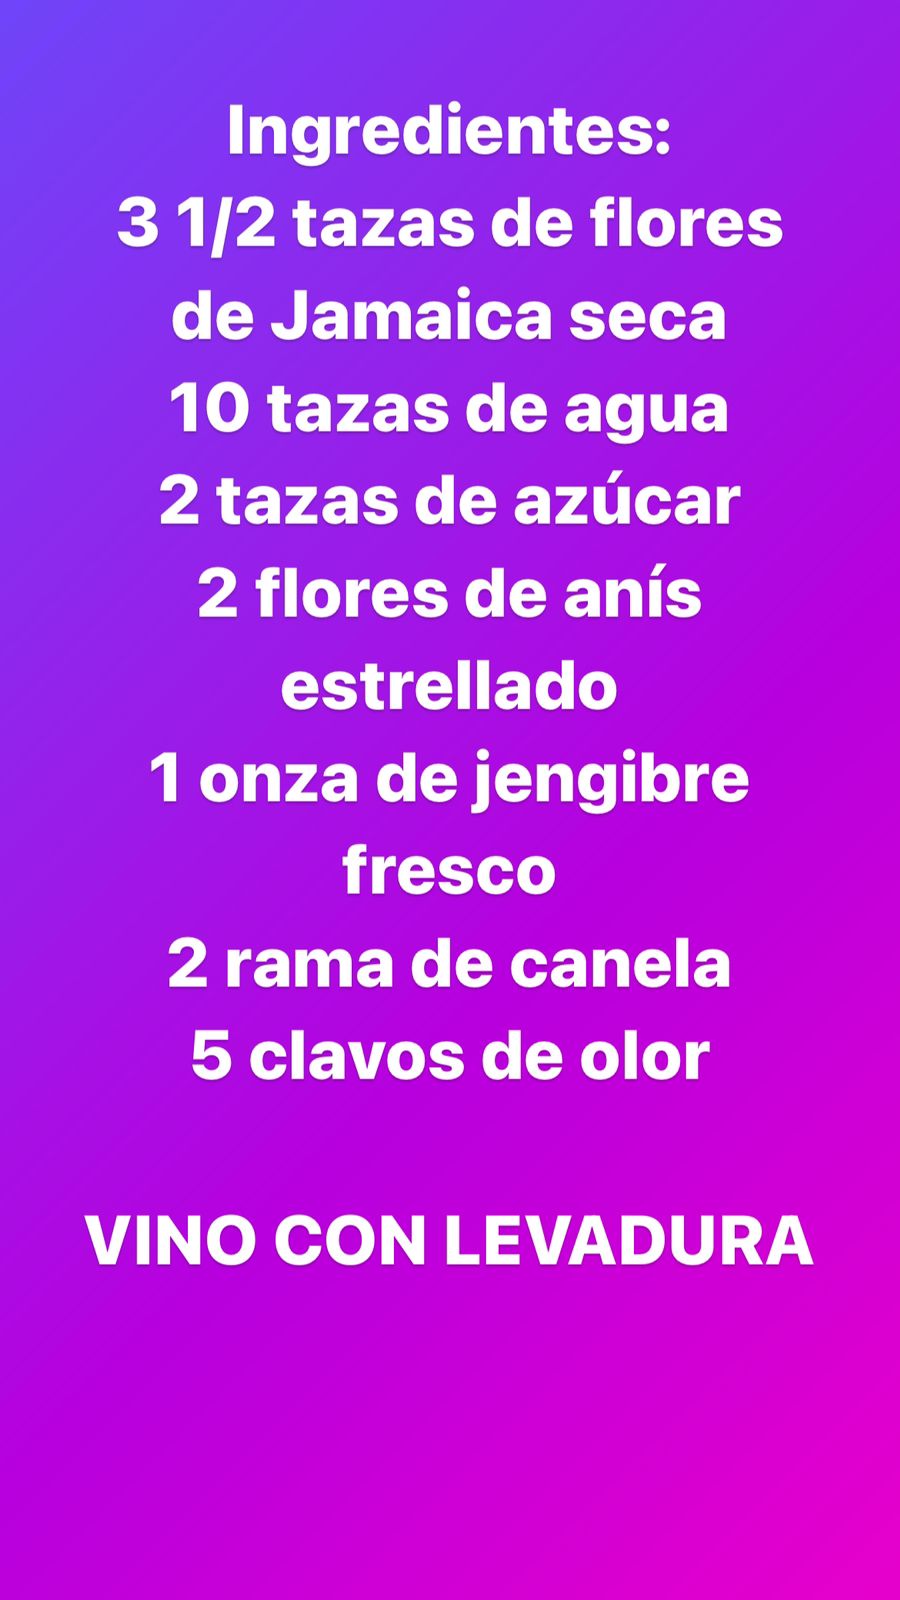 Ingredientes:
3 1/2 tazas de flores
de Jamaica seca
10 tazas de agua
2 tazas de azúcar
2 flores de anís
estrellado
1 onza de jengibre
fresco
2 rama de canela
5 clavos de olor
VINO CON LEVADURA